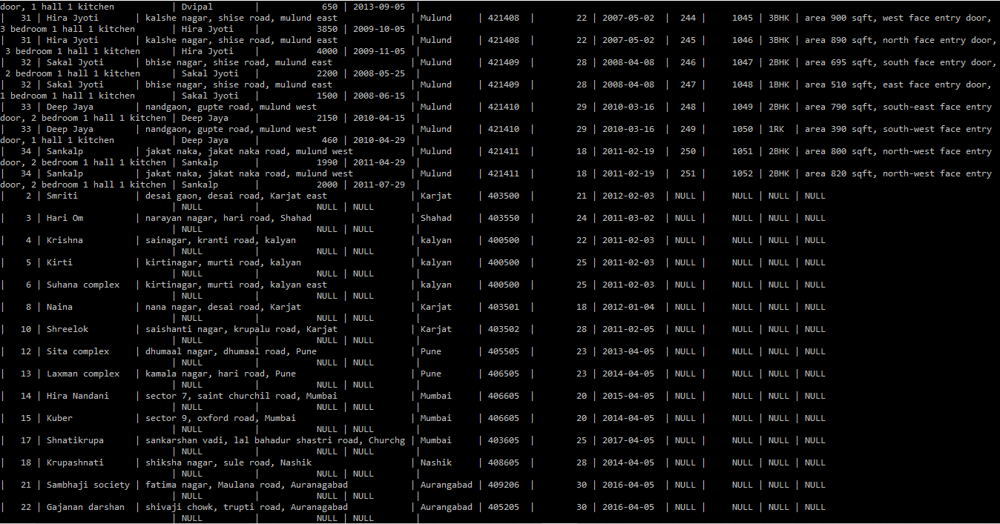 door, 1 hall 1 kitchen | Dvipal | 650 | 2013-09-05 |
| 31 | Hira Jyoti | kalshe nagar, shise road, mulund east | Mulund | 421408 | 22 | 2007-05-02 | 244 | 1045 | 3BHK | area 900 sqft, west face entry door,
3 bedroom 1 hall 1 kitchen | Hira Jyoti | 3850 | 2009-10-05 |
| 31 | Hira Jyoti | kalshe nagar, shise road, mulund east | Mulund | 421408 | 22 | 2007-05-02 | 245 | 1046 | 3BHK | area 890 sqft, north face entry door,
3 bedroom 1 hall 1 kitchen | Hira Jyoti | 4000 | 2009-11-05 |
| 32 | Sakal Jyoti | bhise nagar, shise road, mulund east | Mulund | 421409 | 28 | 2008-04-08 | 246 | 1047 | 2BHK | area 695 sqft, south face entry door,
2 bedroom 1 hall 1 kitchen | Sakal Jyoti | 2200 | 2008-05-25 |
| 32 | Sakal Jyoti | bhise nagar, shise road, mulund east | Mulund | 421409 | 28 | 2008-04-08 | 247 | 1048 | 1BHK | area 510 sqft, east face entry door,
1 bedroom 1 hall 1 kitchen | Sakal Jyoti | 1500 | 2008-06-15 |
| 33 | Deep Jaya | nandgaon, gupte road, mulund west | Mulund | 421410 | 29 | 2010-03-16 | 248 | 1049 | 2BHK | area 790 sqft, south-east face entry
door, 2 bedroom 1 hall 1 kitchen | Deep Jaya | 2150 | 2010-04-15 |
| 33 | Deep Jaya | nandgaon, gupte road, mulund west | Mulund | 421410 | 29 | 2010-03-16 | 249 | 1050 | 1RK | area 390 sqft, south-west face entry
door, 1 hall 1 kitchen | Deep Jaya | 460 | 2010-04-29 |
| 34 | Sankalp | jakat naka, jakat naka road, mulund west | Mulund | 421411 | 18 | 2011-02-19 | 250 | 1051 | 2BHK | area 800 sqft, north-west face entry
door, 2 bedroom 1 hall 1 kitchen | Sankalp | 1990 | 2011-04-29 |
| 34 | Sankalp | jakat naka, jakat naka road, mulund west | Mulund | 421411 | 18 | 2011-02-19 | 251 | 1052 | 2BHK | area 820 sqft, north-west face entry
door, 2 bedroom 1 hall 1 kitchen | Sankalp | 2000 | 2011-07-29 |
| 2 | Smriti | desai gaon, desai road, Karjat east | Karjat | 403500 | 21 | 2012-02-03 | NULL | NULL | NULL | NULL
| NULL | NULL | NULL |
| 3 | Hari Om | narayan nagar, hari road, Shahad | Shahad | 403550 | 24 | 2011-03-02 | NULL | NULL | NULL | NULL
| NULL | NULL | NULL |
| 4 | Krishna | sainagar, kranti road, kalyan | kalyan | 400500 | 22 | 2011-02-03 | NULL | NULL | NULL | NULL
| NULL | NULL | NULL |
| 5 | Kirti | kirtinagar, murti road, kalyan | kalyan | 400500 | 25 | 2011-02-03 | NULL | NULL | NULL | NULL
| NULL | NULL | NULL |
| 6 | Suhana complex | kirtinagar, murti road, kalyan east | kalyan | 400500 | 25 | 2011-02-03 | NULL | NULL | NULL | NULL
| NULL | NULL | NULL |
| 8 | Naina | nana nagar, desai road, Karjat | Karjat | 403501 | 18 | 2012-01-04 | NULL | NULL | NULL | NULL
| NULL | NULL | NULL |
| 10 | Shreelok | saishanti nagar, krupalu road, Karjat | Karjat | 403502 | 28 | 2011-02-05 | NULL | NULL | NULL | NULL
| NULL | NULL | NULL |
| 12 | Sita complex | dhumaal nagar, dhumaal road, Pune | Pune | 405505 | 23 | 2013-04-05 | NULL | NULL | NULL | NULL
| NULL | NULL | NULL |
| 13 | Laxman complex | kamala nagar, hari road, Pune | Pune | 406505 | 23 | 2014-04-05 | NULL | NULL | NULL | NULL
| NULL | NULL | NULL |
| 14 | Hira Nandani | sector 7, saint churchil road, Mumbai | Mumbai | 406605 | 20 | 2015-04-05 | NULL | NULL | NULL | NULL
| NULL | NULL | NULL |
| 15 | Kuber | sector 9, oxford road, Mumbai | Mumbai | 406605 | 20 | 2014-04-05 | NULL | NULL | NULL | NULL
| NULL | NULL | NULL |
| 17 | Shnatikrupa | sankarshan vadi, lal bahadur shastri road, Churchg | Mumbai | 403605 | 25 | 2017-04-05 | NULL | NULL | NULL | NULL
| NULL | NULL | NULL |
| 18 | Krupashnati | shiksha nagar, sule road, Nashik | Nashik | 408605 | 28 | 2014-04-05 | NULL | NULL | NULL | NULL
| NULL | NULL | NULL |
| 21 | Sambhaji society | fatima nagar, Maulana road, Auranagabad | Aurangabad | 409206 | 30 | 2016-04-05 | NULL | NULL | NULL | NULL
| NULL | NULL | NULL |
| 22 | Gajanan darshan | shivaji chowk, trupti road, Auranagabad | Aurangabad | 405205 | 30 | 2016-04-05 | NULL | NULL | NULL | NULL
| NULL | NULL | NULL |